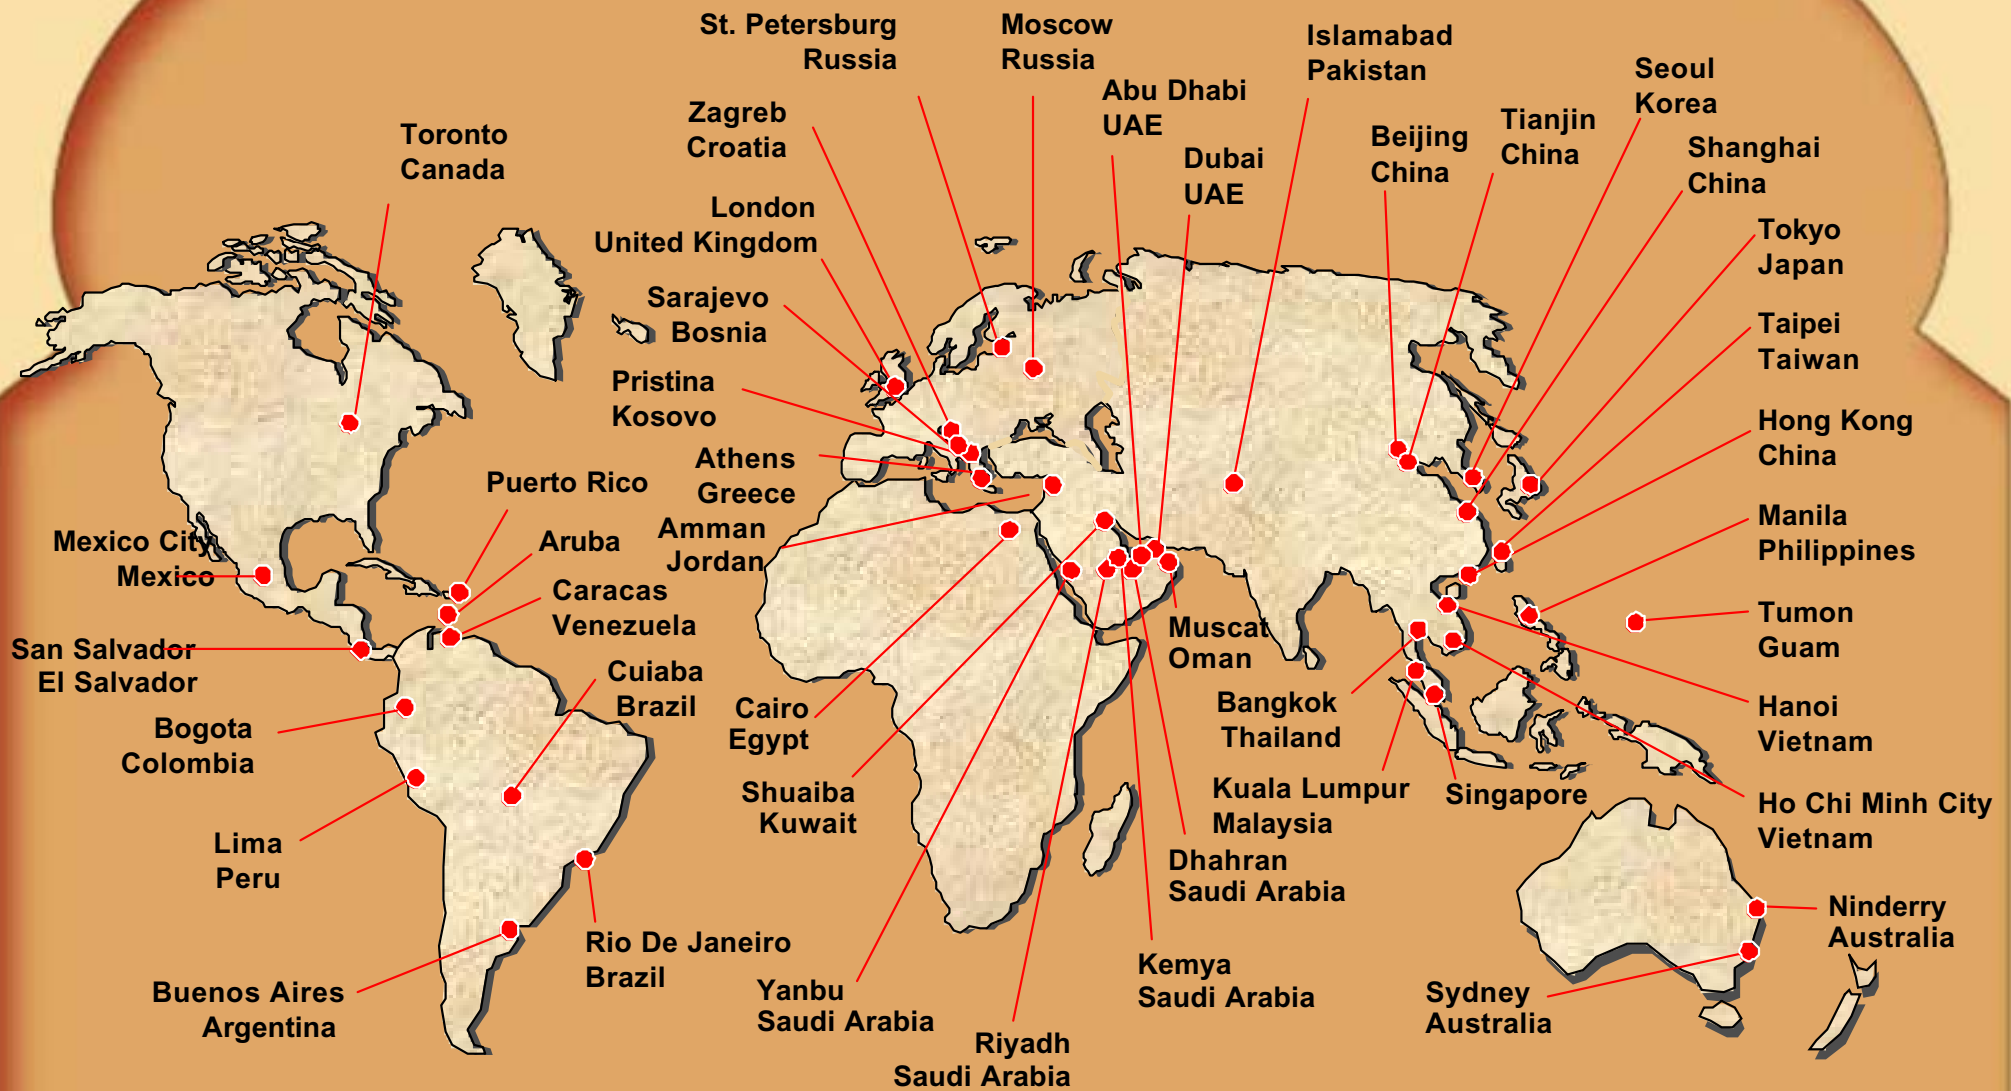 St. Petersburg
Russia
Moscow
Russia
Islamabad
Pakistan
Seoul
Korea
Abu Dhabi
UAE
Zagreb
Croatia
Tianjin
China
Toronto
Canada
Beijing
China
Shanghai
China
Dubai
UAE
London
United Kingdom
Tokyo
Japan
Sarajevo
Bosnia
Taipei
Taiwan
Pristina
Kosovo
Hong Kong
China
Athens
Greece
Puerto Rico
Manila
Philippines
Amman
Jordan
Mexico City
Mexico
Aruba
Caracas
Venezuela
Tumon
Guam
Muscat
Oman
San Salvador
El Salvador
Cuiaba
Brazil
Bangkok
Thailand
Cairo
Egypt
Hanoi
Vietnam
Bogota
Colombia
Shuaiba
Kuwait
Kuala Lumpur
Malaysia
Singapore
Ho Chi Minh City
Vietnam
Lima
Peru
Dhahran
Saudi Arabia
Ninderry
Australia
Rio De Janeiro
Brazil
Kemya
Saudi Arabia
Buenos Aires
Argentina
Yanbu
Saudi Arabia
Sydney
Australia
Riyadh
Saudi Arabia